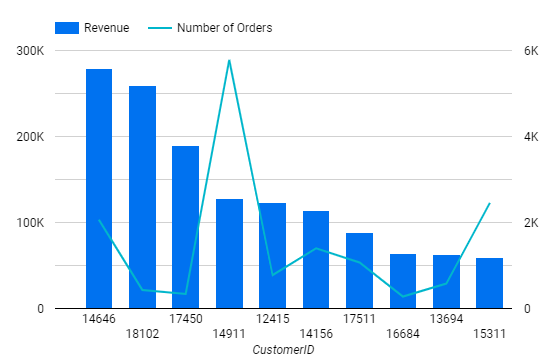 Revenue Number of Orders
300K 6K
200K 4K
100K 2K
0 0
14646 17450 12415 17511 13694
18102 14911 14156 16684 15311
CustomerID